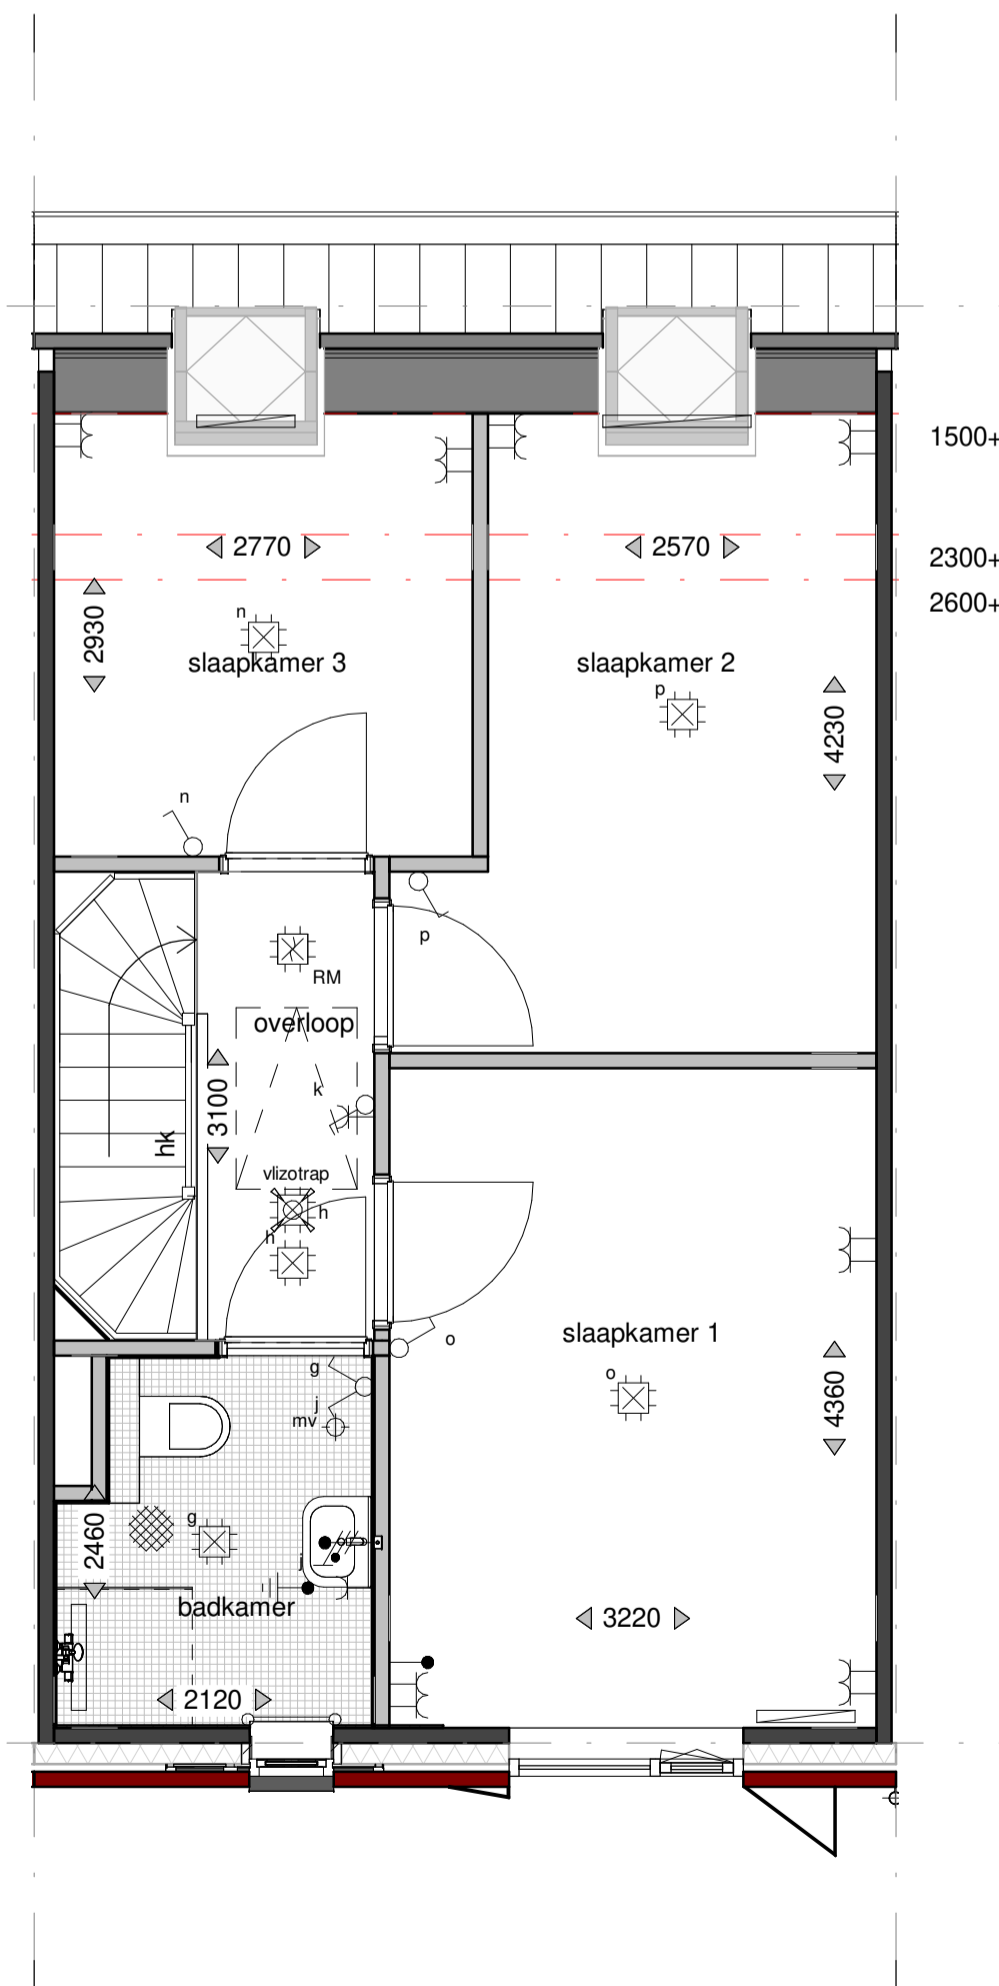 1500+
2770
2570
2300+
2600+
2930
n
slaapkamer 3
slaapkamer 2
p
4230
n
p
RM
overloop
k
3100
hk
vlizotrap
h
h
o
slaapkamer 1
g
o
j
mv
4360
g
2460
j
badkamer
3220
2120